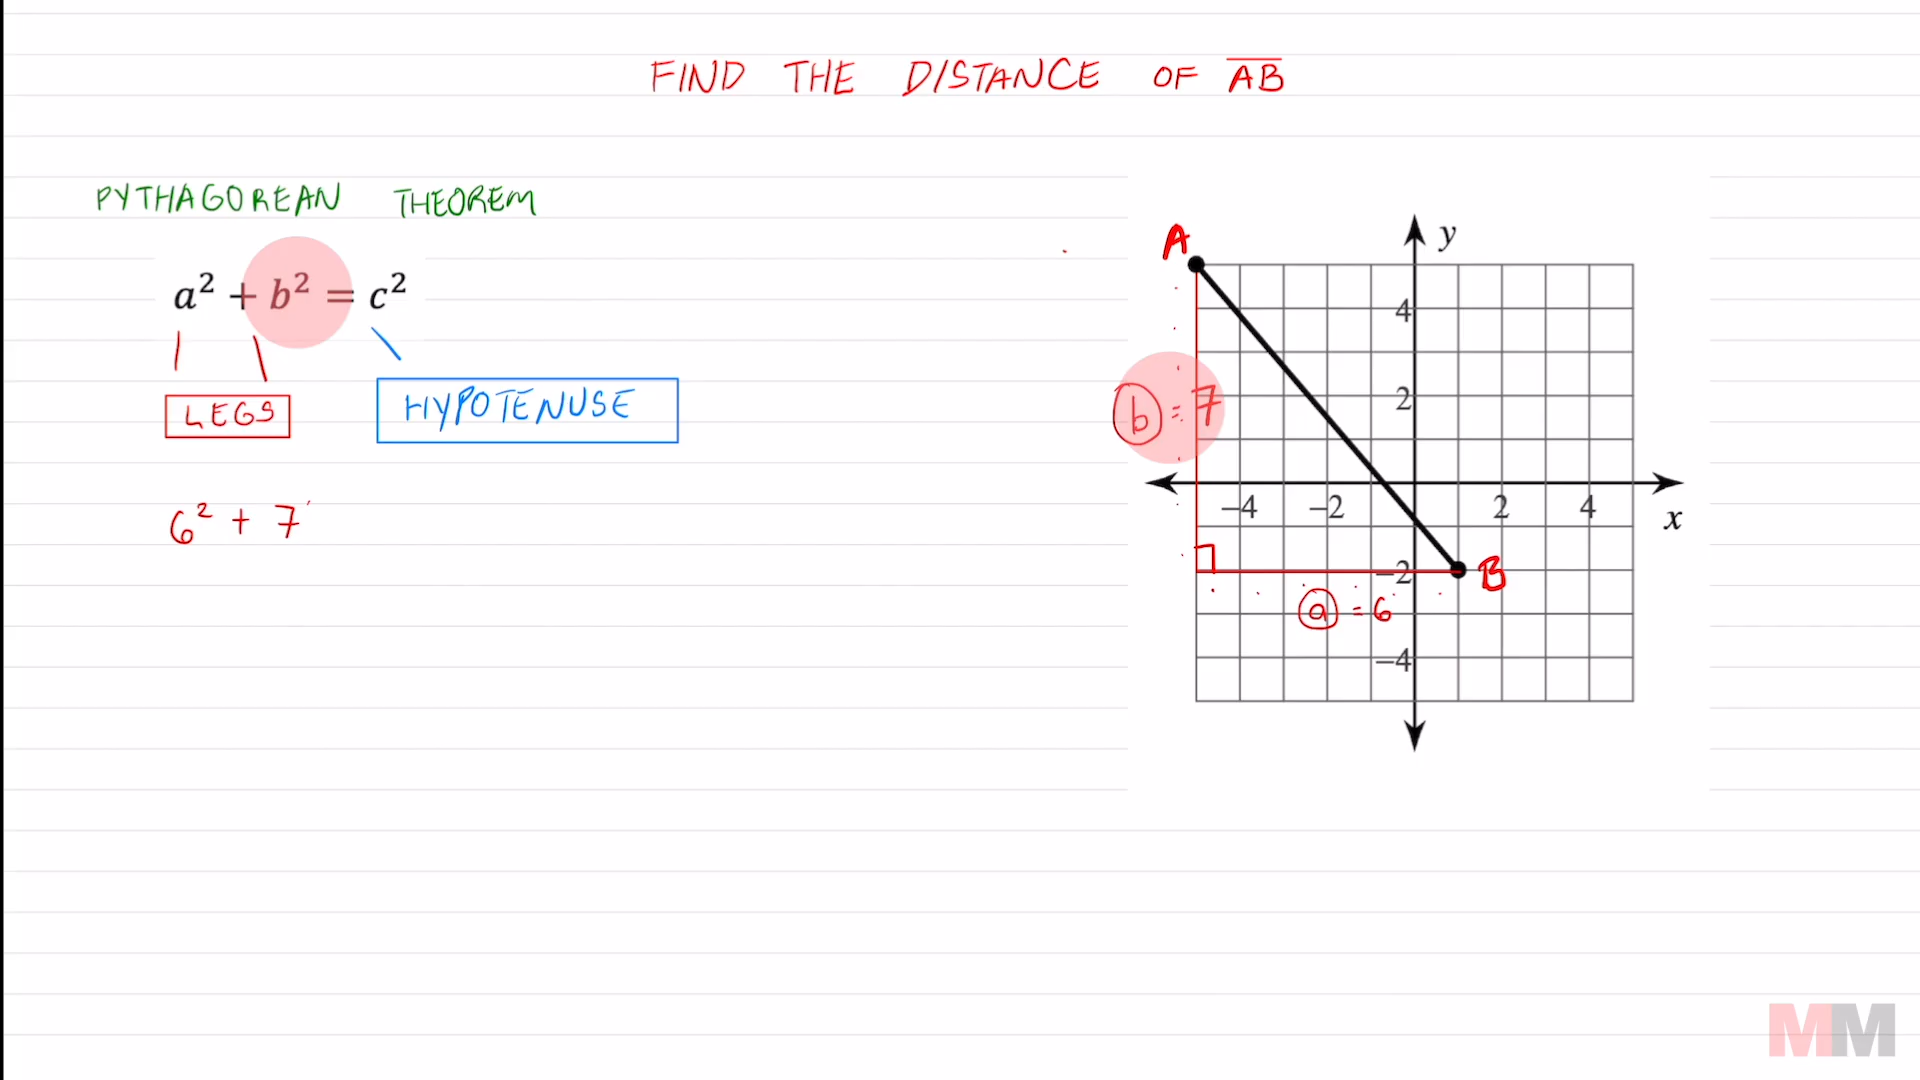 FIND THE DISTANCE OF A̅B̅
PYTHAGOREAN THEOREM
a² + b² = c²
LEGS
HYPOTENUSE
6² + 7
A
y
4
b = 7
2
−4 −2 2 4
x
−2
B
a = 6
−4
MM